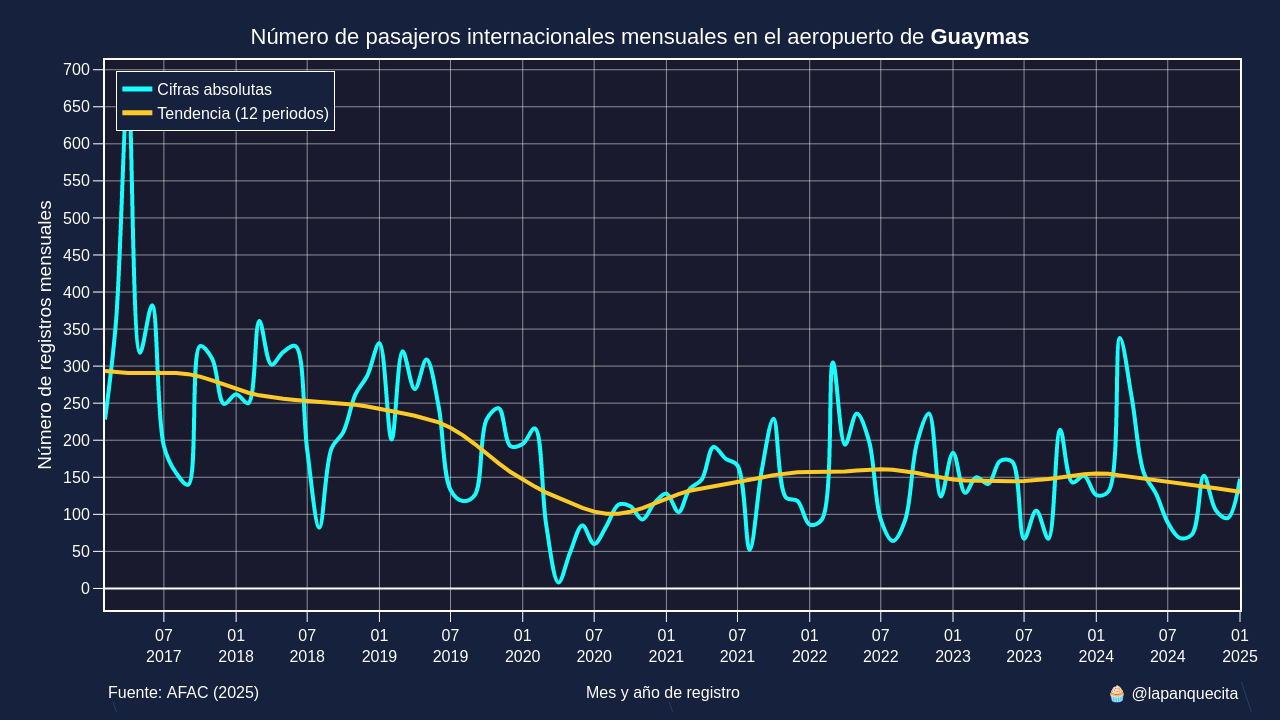 Número de pasajeros internacionales mensuales en el aeropuerto de Guaymas
Cifras absolutas
Tendencia (12 periodos)
Número de registros mensuales
700
650
600
550
500
450
400
350
300
250
200
150
100
50
0
07 01 07 01 07 01 07 01 07 01 07 01 07 01 07 01
2017 2018 2018 2019 2019 2020 2020 2021 2021 2022 2022 2023 2023 2024 2024 2025
Fuente: AFAC (2025)
Mes y año de registro
🧁 @lapanquecita